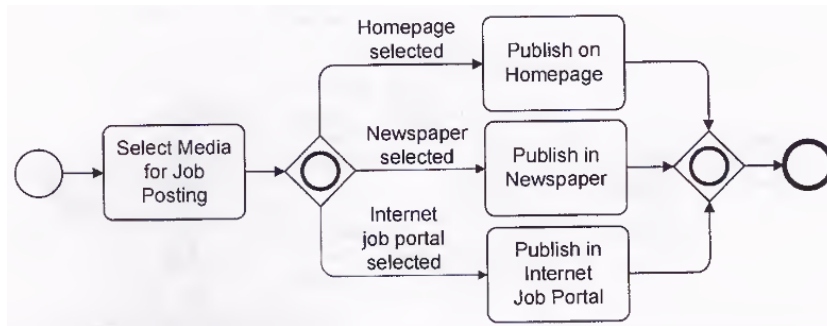 Homepage
selected
Publish on
Homepage
Select Media
for Job
Posting
Newspaper
selected
Publish in
Newspaper
Internet
job portal
selected
Publish in
Internet
Job Portal